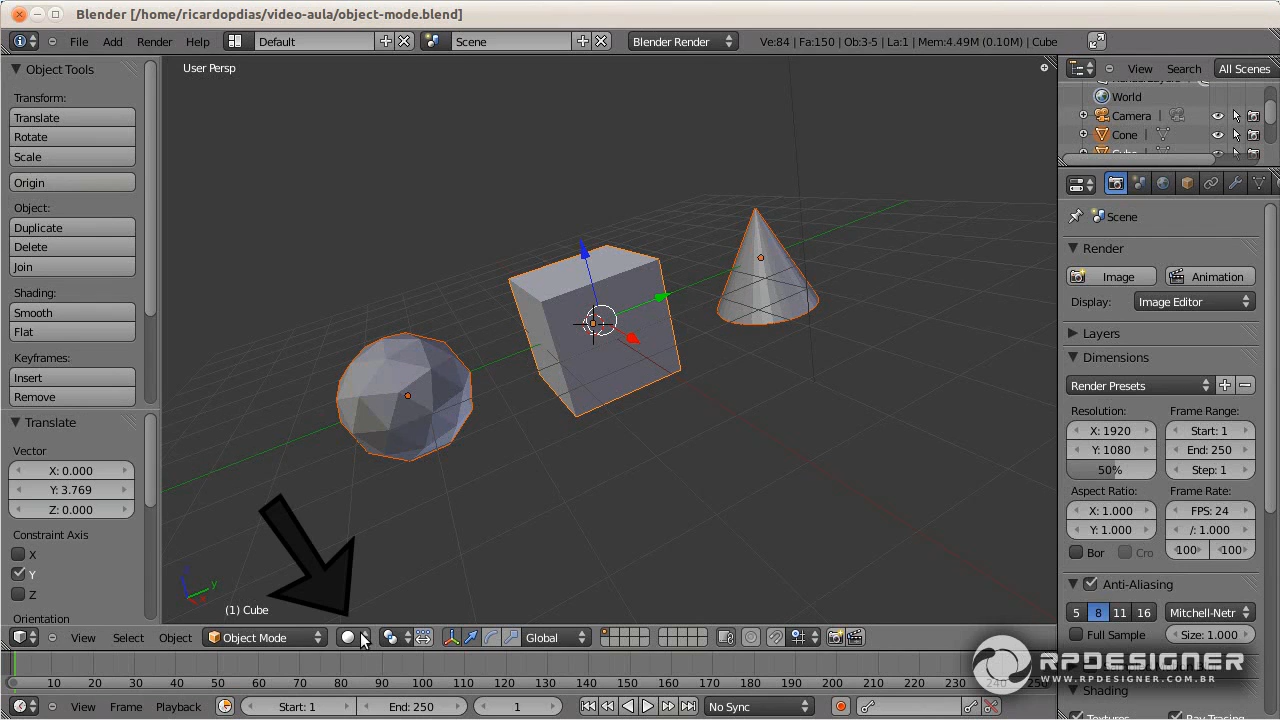 Blender [/home/ricardopdias/video-aula/object-mode.blend]
File Add Render Help Default Scene Blender Render Ve:84 | Fa:150 | Ob:3-5 | La:1 | Mem:4.49M (0.10M) | Cube
Object Tools
Transform:
Translate
Rotate
Scale
Origin
Object:
Duplicate
Delete
Join
Shading:
Smooth
Flat
Keyframes:
Insert
Remove
Translate
Vector
X: 0.000
Y: 3.769
Z: 0.000
Constraint Axis
X
Y
Z
Orientation
User Persp
y
(1) Cube
View Select Object Object Mode Global
View Search All Scenes
World
Camera
Cone
Scene
Render
Image Animation
Display: Image Editor
Layers
Dimensions
Render Presets
Resolution: Frame Range:
X: 1920 Start: 1
Y: 1080 End: 250
50% Step: 1
Aspect Ratio: Frame Rate:
X: 1.000 FPS: 24
Y: 1.000 /: 1.000
Bor Cro 100 100
Anti-Aliasing
5 8 11 16 Mitchell-Netr
Full Sample Size: 1.000
RPDESIGNER
WWW.RPDESIGNER.COM.BR
Shading
0 10 20 30 40 50 60 70 80 90 100 110 120 130 140 150 160 170 180 190 200 210 220 230 240 250
View Frame Playback Start: 1 End: 250 1 No Sync